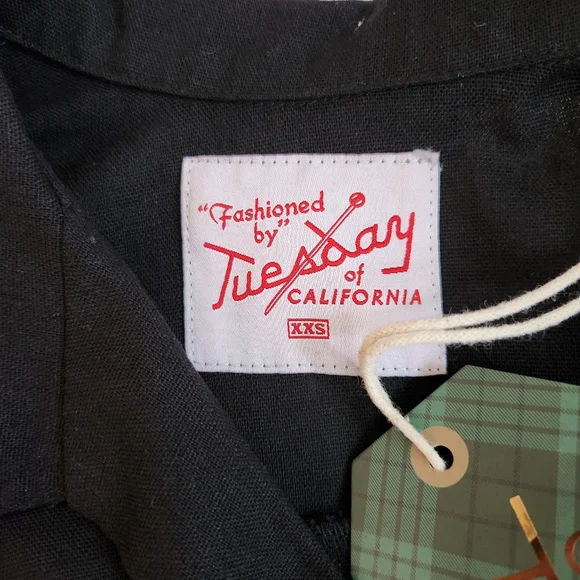 "Fashioned
by"
Tuesday
of
CALIFORNIA
XXS